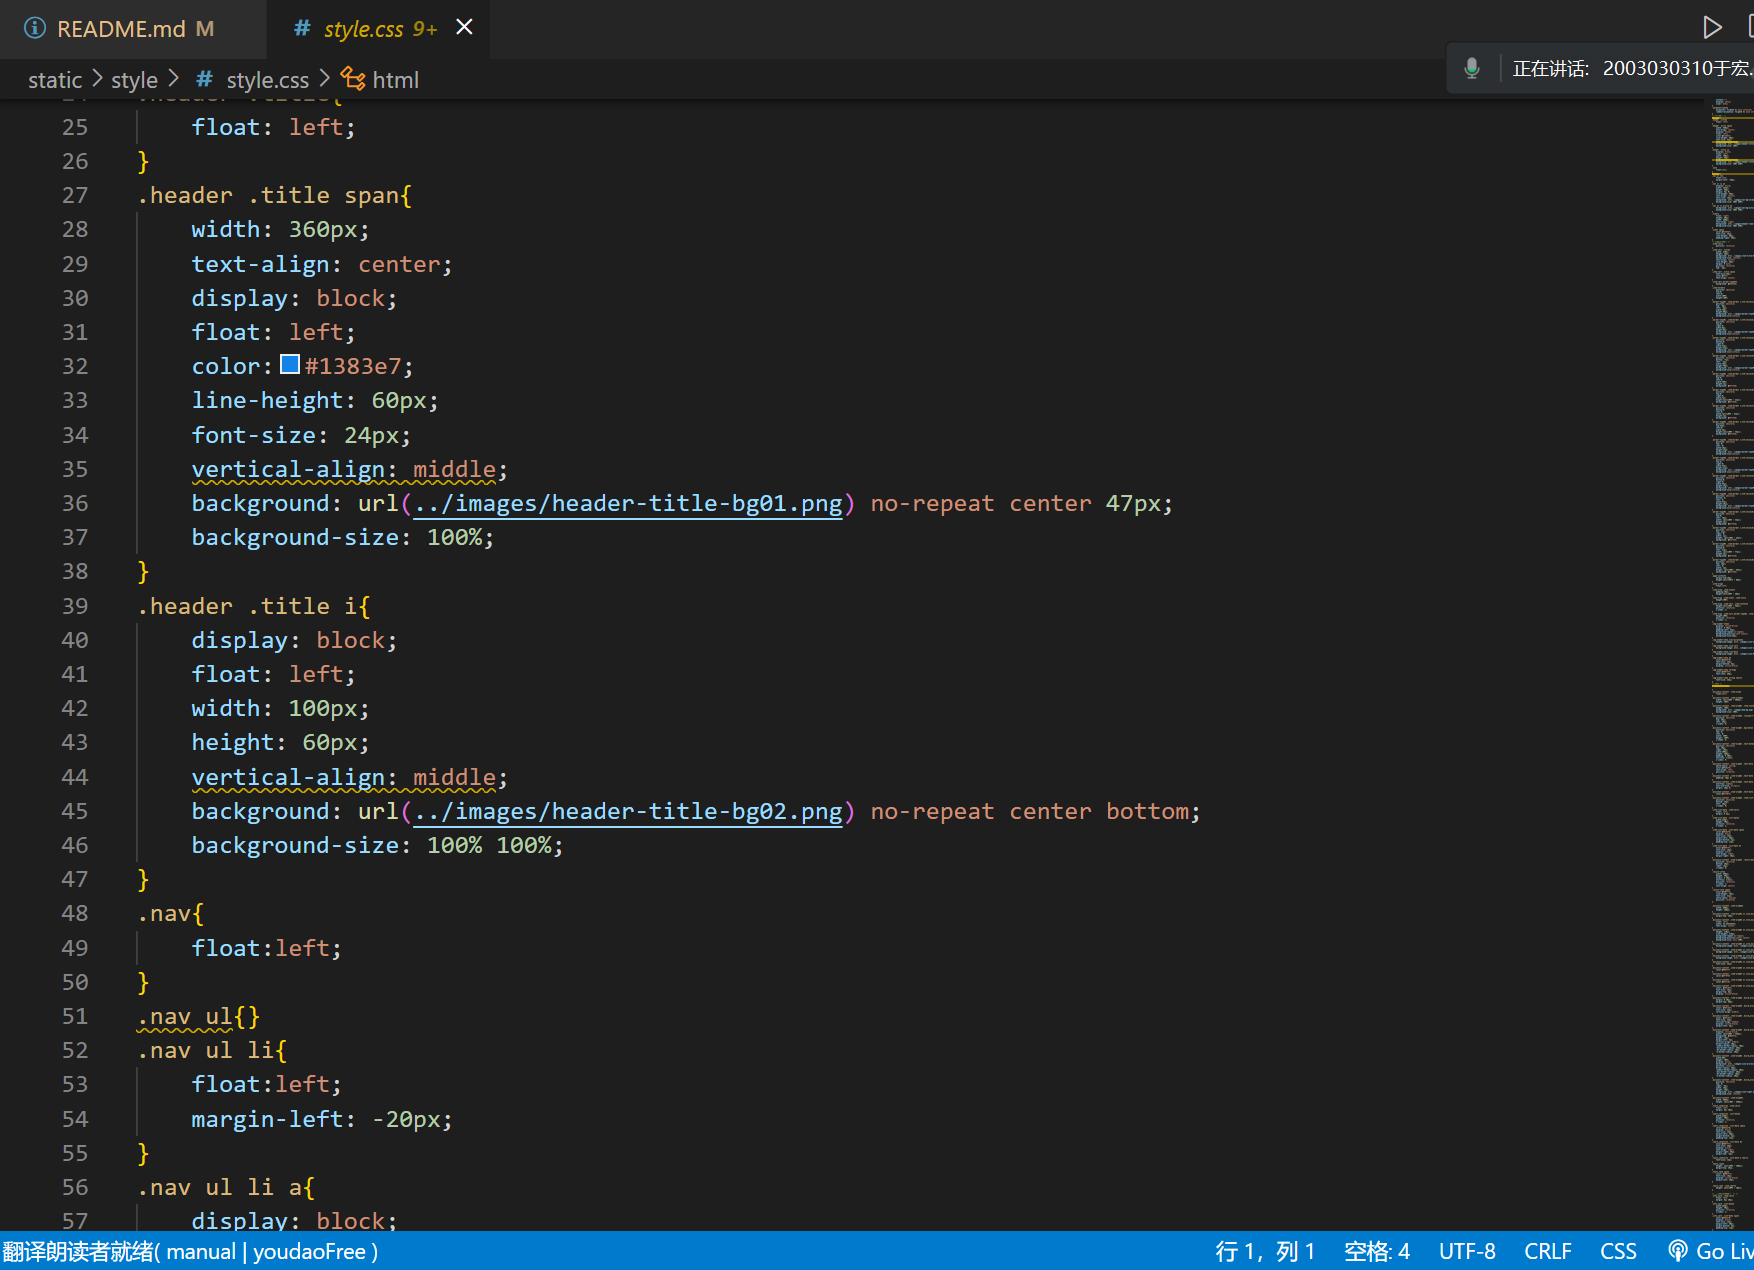 README.md M
# style.css 9+
static > style > # style.css > html
正在讲话: 2003030310于宏.
24 .header .title{
25 float: left;
26 }
27 .header .title span{
28 width: 360px;
29 text-align: center;
30 display: block;
31 float: left;
32 color: #1383e7;
33 line-height: 60px;
34 font-size: 24px;
35 vertical-align: middle;
36 background: url(../images/header-title-bg01.png) no-repeat center 47px;
37 background-size: 100%;
38 }
39 .header .title i{
40 display: block;
41 float: left;
42 width: 100px;
43 height: 60px;
44 vertical-align: middle;
45 background: url(../images/header-title-bg02.png) no-repeat center bottom;
46 background-size: 100% 100%;
47 }
48 .nav{
49 float:left;
50 }
51 .nav ul{}
52 .nav ul li{
53 float:left;
54 margin-left: -20px;
55 }
56 .nav ul li a{
57 display: block;
翻译朗读者就绪( manual | youdaoFree )
行 1，列 1 空格: 4 UTF-8 CRLF CSS Go Liv